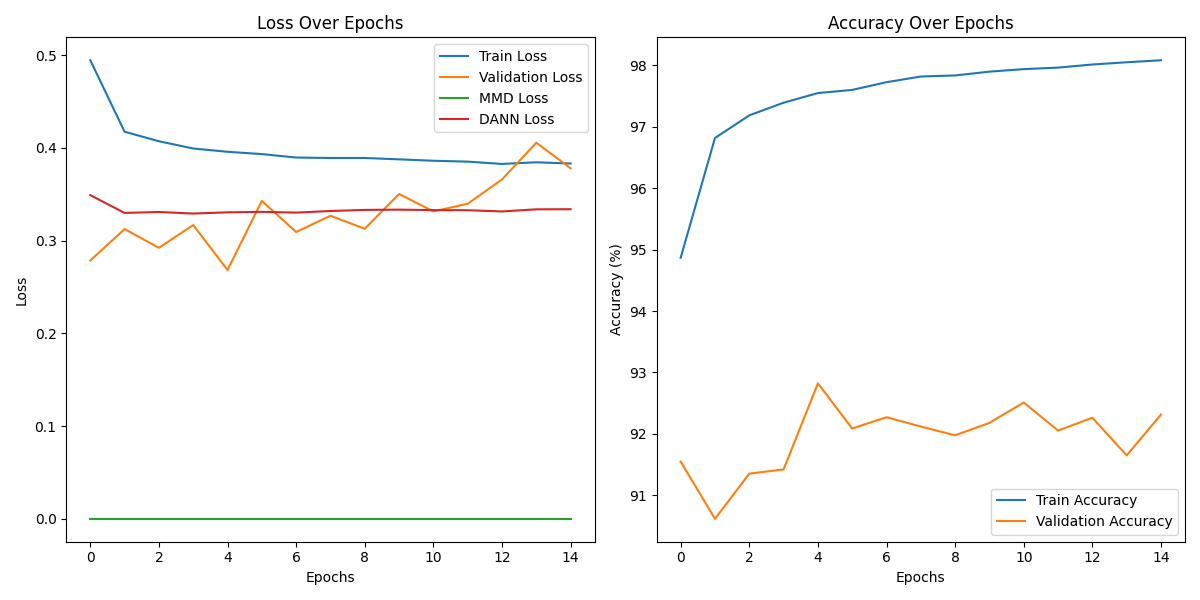 Loss Over Epochs
0.5
0.4
0.3
0.2
0.1
0.0
Loss
0 2 4 6 8 10 12 14
Epochs
Train Loss
Validation Loss
MMD Loss
DANN Loss
Accuracy Over Epochs
98
97
96
95
94
93
92
91
Accuracy (%)
0 2 4 6 8 10 12 14
Epochs
Train Accuracy
Validation Accuracy